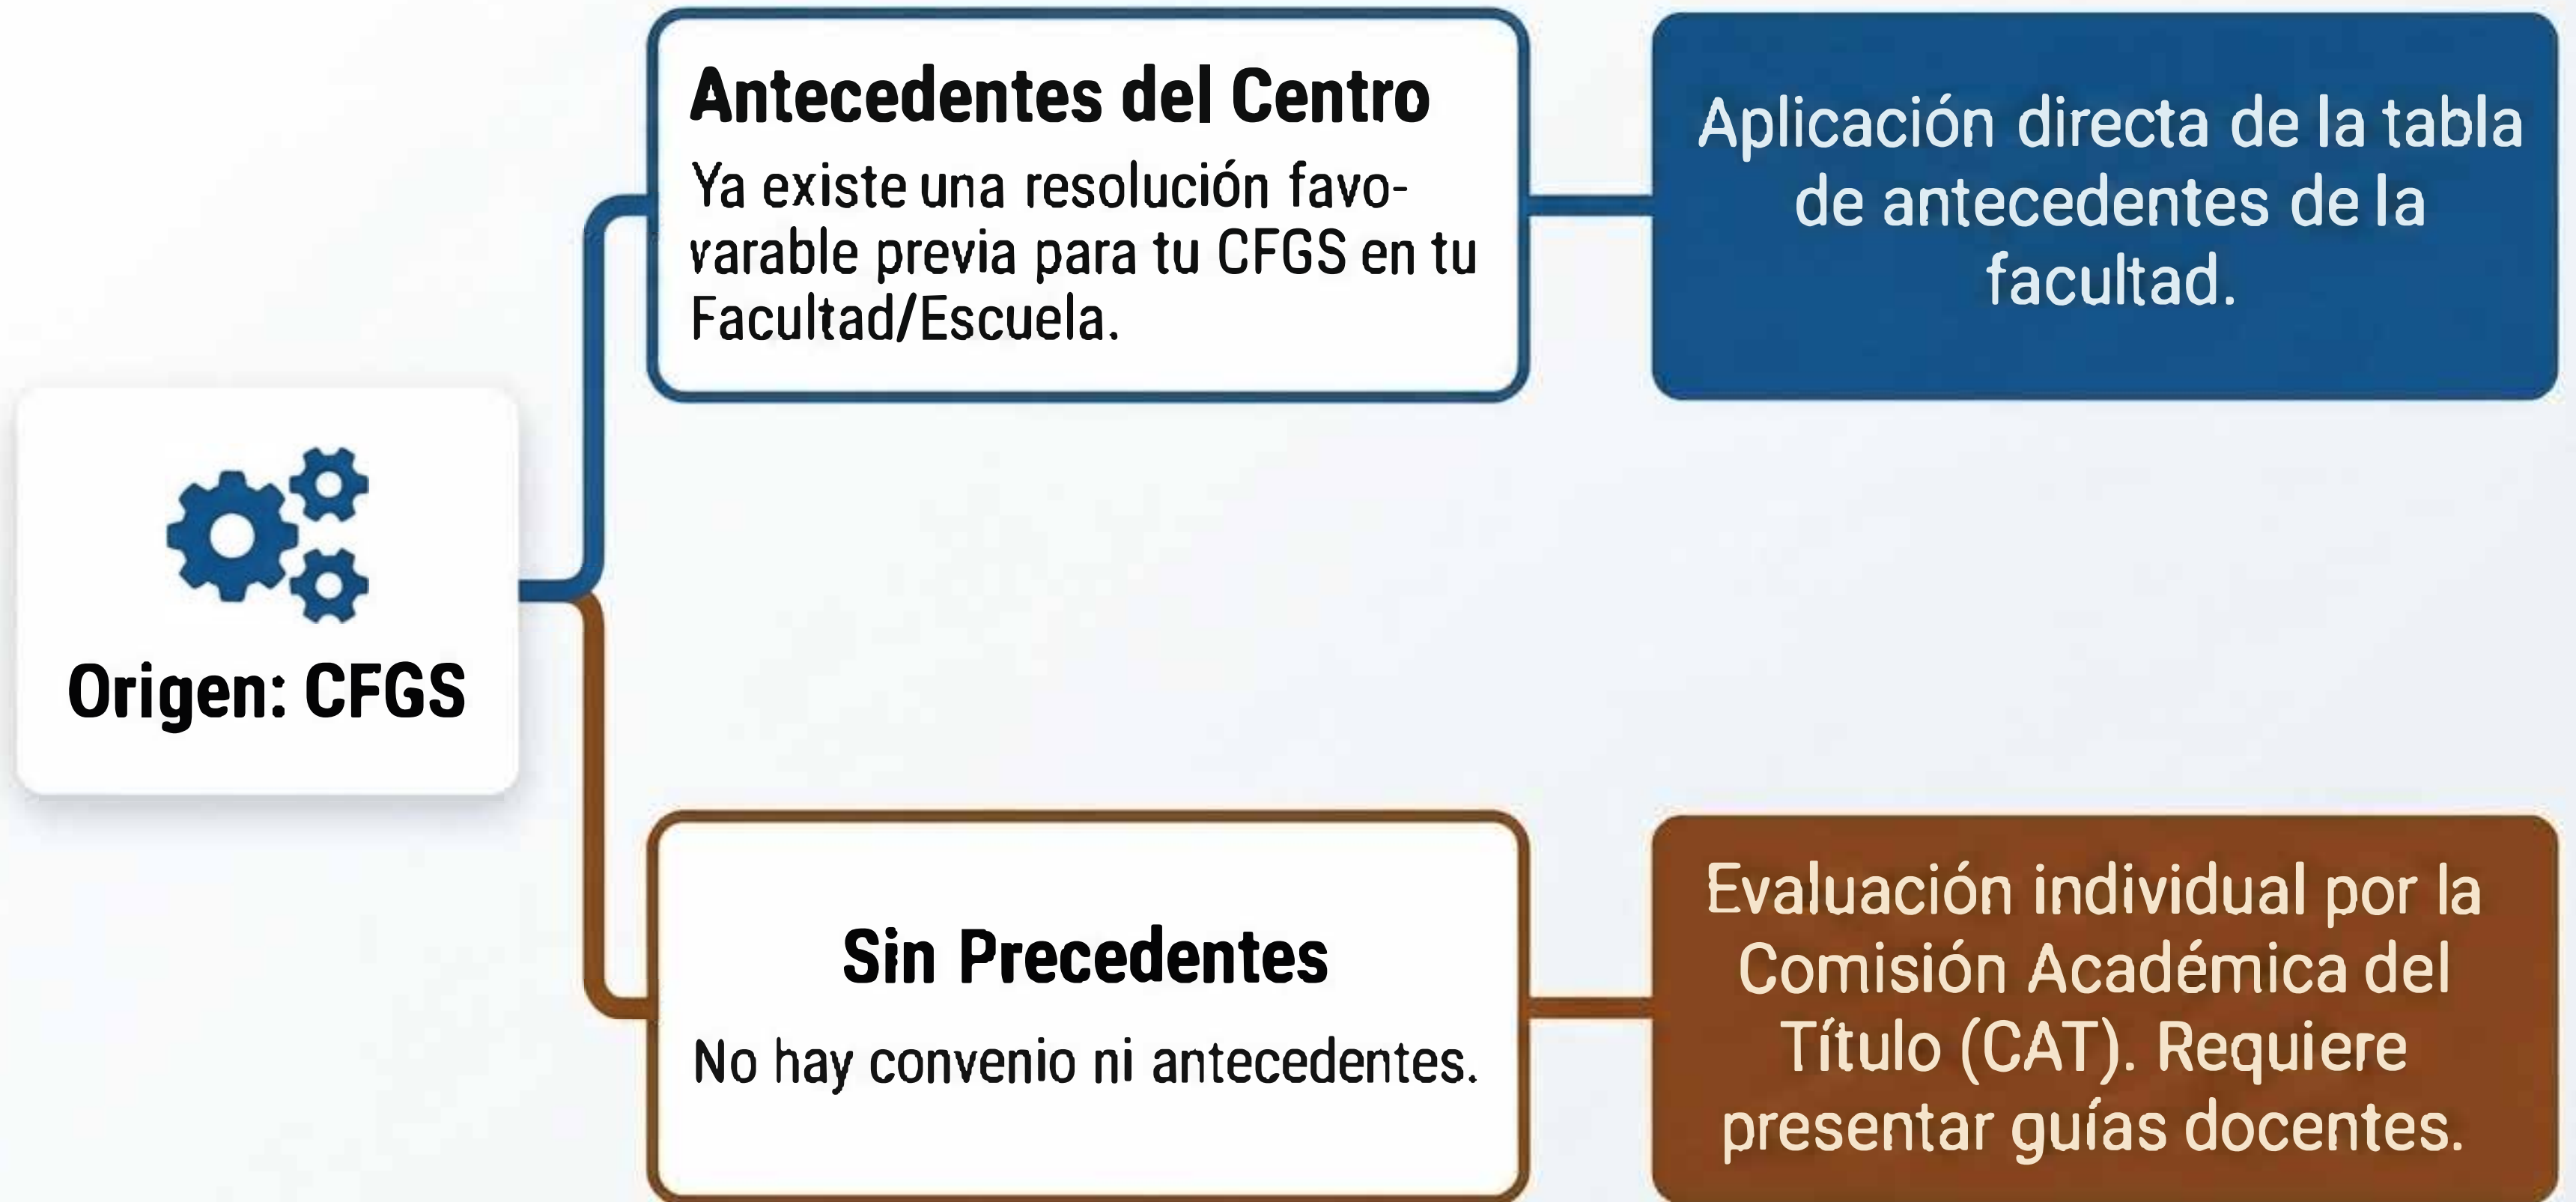 Antecedentes del Centro
Ya existe una resolución favo-
varable previa para tu CFGS en tu
Facultad/Escuela.
Aplicación directa de la tabla
de antecedentes de la
facultad.
Origen: CFGS
Sin Precedentes
No hay convenio ni antecedentes.
Evaluación individual por la
Comisión Académica del
Título (CAT). Requiere
presentar guías docentes.